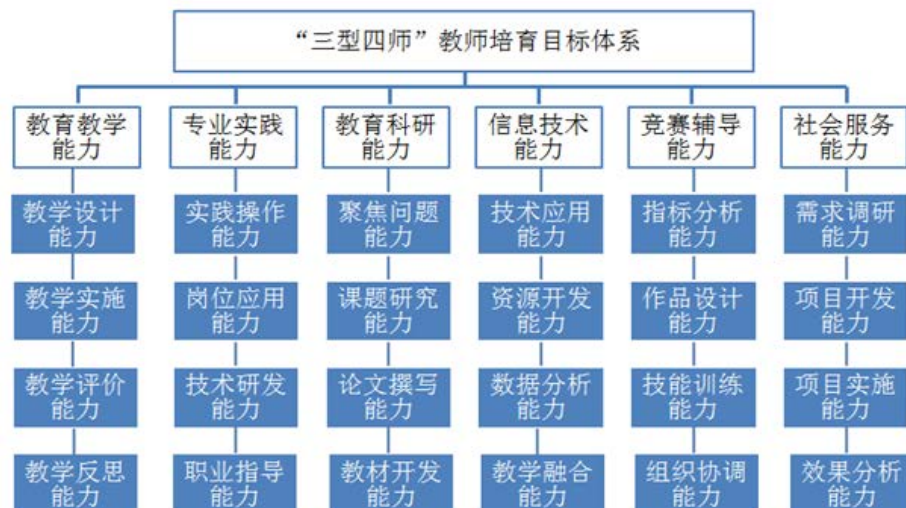 “三型四师”教师培育目标体系
教育教学
能力
专业实践
能力
教育科研
能力
信息技术
能力
竞赛辅导
能力
社会服务
能力
教学设计
能力
实践操作
能力
聚焦问题
能力
技术应用
能力
指标分析
能力
需求调研
能力
教学实施
能力
岗位应用
能力
课题研究
能力
资源开发
能力
作品设计
能力
项目开发
能力
教学评价
能力
技术研发
能力
论文撰写
能力
数据分析
能力
技能训练
能力
项目实施
能力
教学反思
能力
职业指导
能力
教材开发
能力
教学融合
能力
组织协调
能力
效果分析
能力